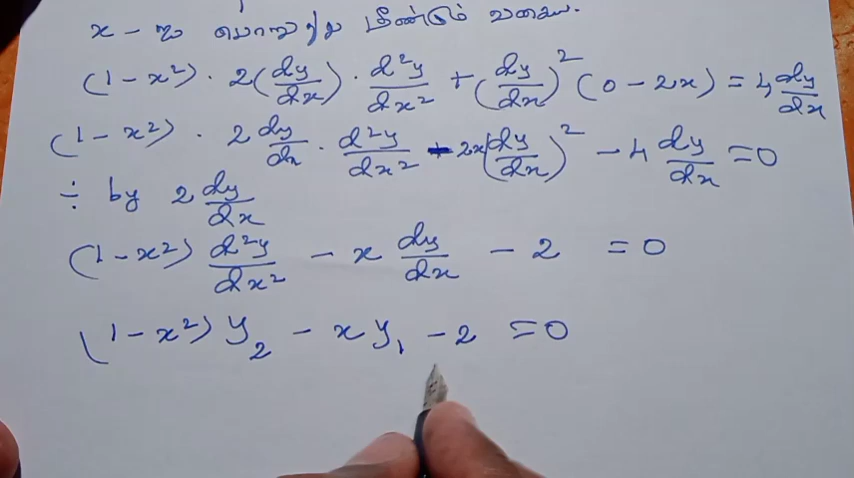 x - ஐ பொறுத்து மீண்டும் வகையிட
(1-x²) · 2(dy/dx) · d²y/dx² + (dy/dx)² (0-2x) = 4 dy/dx
(1-x²) · 2 dy/dx · d²y/dx² - 2x(dy/dx)² - 4 dy/dx = 0
÷ by 2 dy/dx
(1-x²) d²y/dx² - x dy/dx - 2 = 0
(1-x²) y₂ - xy₁ - 2 = 0